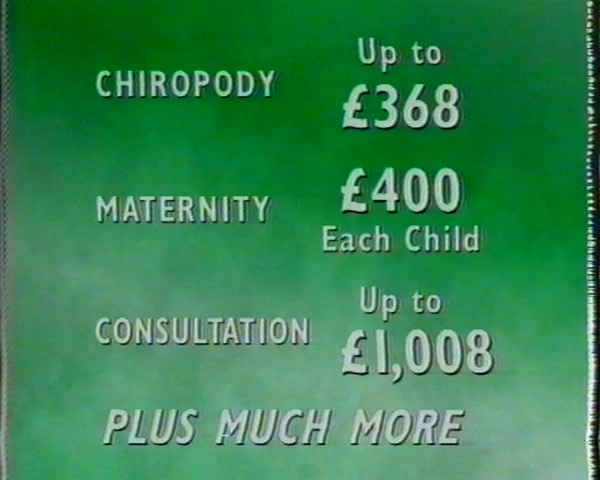 CHIROPODY
Up to
£368
MATERNITY
£400
Each Child
CONSULTATION
Up to
£1,008
PLUS MUCH MORE